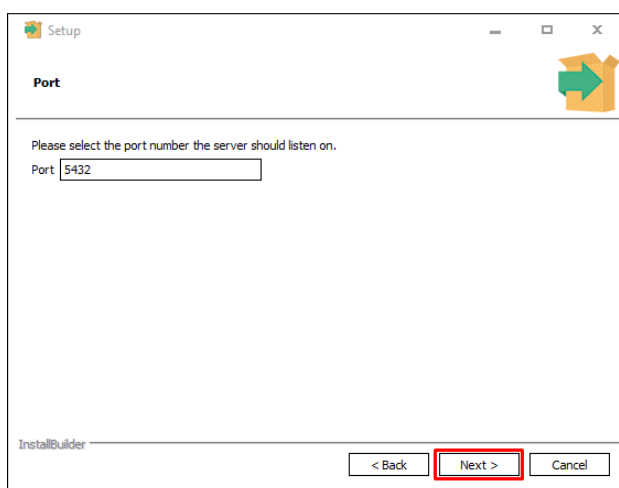 Setup
Port
Please select the port number the server should listen on.
Port 5432
InstallBuilder
< Back Next > Cancel